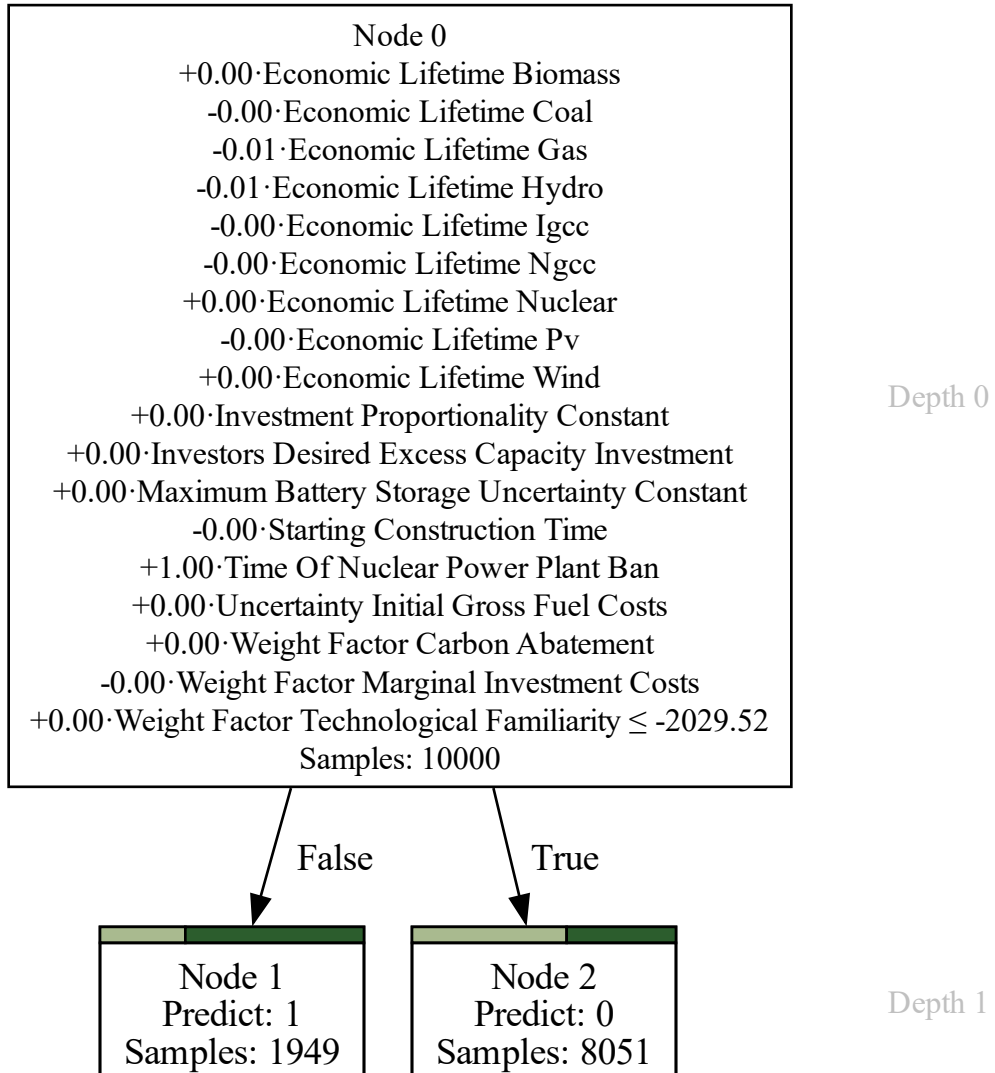 Node 0
+0.00·Economic Lifetime Biomass
-0.00·Economic Lifetime Coal
-0.01·Economic Lifetime Gas
-0.01·Economic Lifetime Hydro
-0.00·Economic Lifetime Igcc
-0.00·Economic Lifetime Ngcc
+0.00·Economic Lifetime Nuclear
-0.00·Economic Lifetime Pv
+0.00·Economic Lifetime Wind
+0.00·Investment Proportionality Constant
+0.00·Investors Desired Excess Capacity Investment
+0.00·Maximum Battery Storage Uncertainty Constant
-0.00·Starting Construction Time
+1.00·Time Of Nuclear Power Plant Ban
+0.00·Uncertainty Initial Gross Fuel Costs
+0.00·Weight Factor Carbon Abatement
-0.00·Weight Factor Marginal Investment Costs
+0.00·Weight Factor Technological Familiarity ≤ -2029.52
Samples: 10000
Depth 0
False
True
Node 1
Predict: 1
Samples: 1949
Node 2
Predict: 0
Samples: 8051
Depth 1